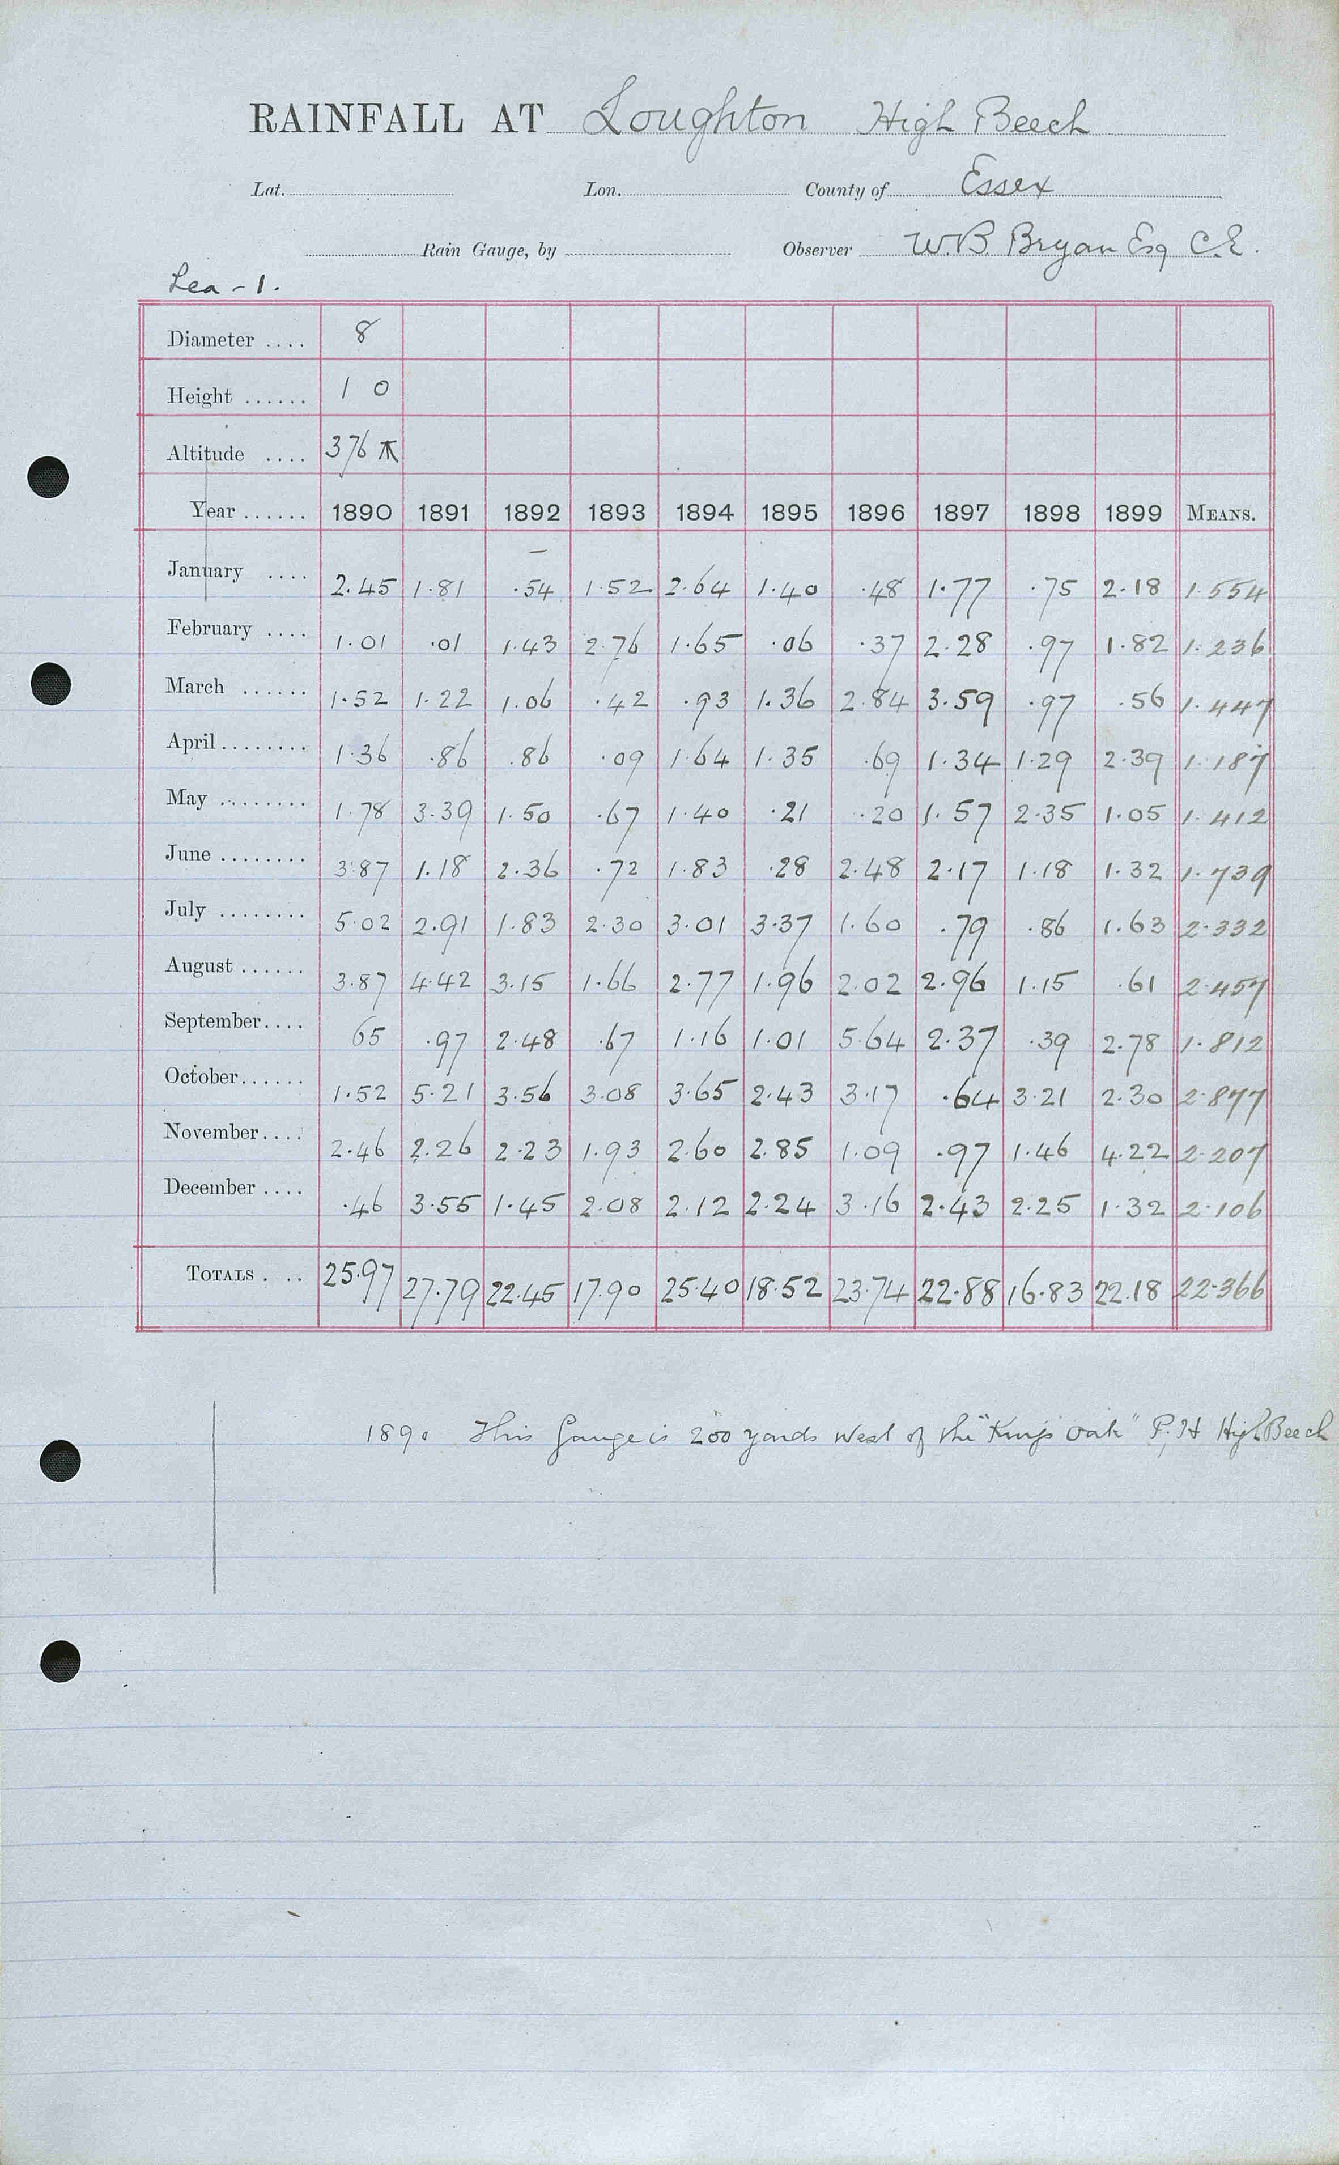 RAINFALL AT Loughton High Beech
Lat. Lon. County of Essex
Rain Gauge, by Observer W.B. Bryan Esq C.E.
Lea - 1.
Diameter .... 8
Height ...... 1 0
Altitude .... 376
Year ...... 1890 1891 1892 1893 1894 1895 1896 1897 1898 1899 MEANS.
January .... 2.45 1.81 .54 1.52 2.64 1.40 .48 1.77 .75 2.18 1.554
February .... 1.01 .01 1.43 2.76 1.65 .06 .37 2.28 .97 1.82 1.236
March ...... 1.52 1.22 1.06 .42 .93 1.36 2.84 3.59 .97 .56 1.447
April ........ 1.36 .86 .86 .09 1.64 1.35 .69 1.34 1.29 2.39 1.187
May ........ 1.78 3.39 1.50 .67 1.40 .21 .20 1.57 2.35 1.05 1.412
June ........ 3.87 1.18 2.36 .72 1.83 .28 2.48 2.17 1.18 1.32 1.739
July ........ 5.02 2.91 1.83 2.30 3.01 3.37 1.60 .79 .86 1.63 2.332
August ...... 3.87 4.42 3.15 1.66 2.77 1.96 2.02 2.96 1.15 .61 2.457
September .... 65 .97 2.48 .67 1.16 1.01 5.64 2.37 .39 2.78 1.812
October ...... 1.52 5.21 3.56 3.08 3.65 2.43 3.17 .64 3.21 2.30 2.877
November .... 2.46 2.26 2.23 1.93 2.60 2.85 1.09 .97 1.46 4.22 2.207
December .... .46 3.55 1.45 2.08 2.12 2.24 3.16 2.43 2.25 1.32 2.106
TOTALS .... 25.97 27.79 22.45 17.90 25.40 18.52 23.74 22.88 16.83 22.18 22.366
1890 This Gauge is 200 yards West of the "King's Oak" P.H High Beech